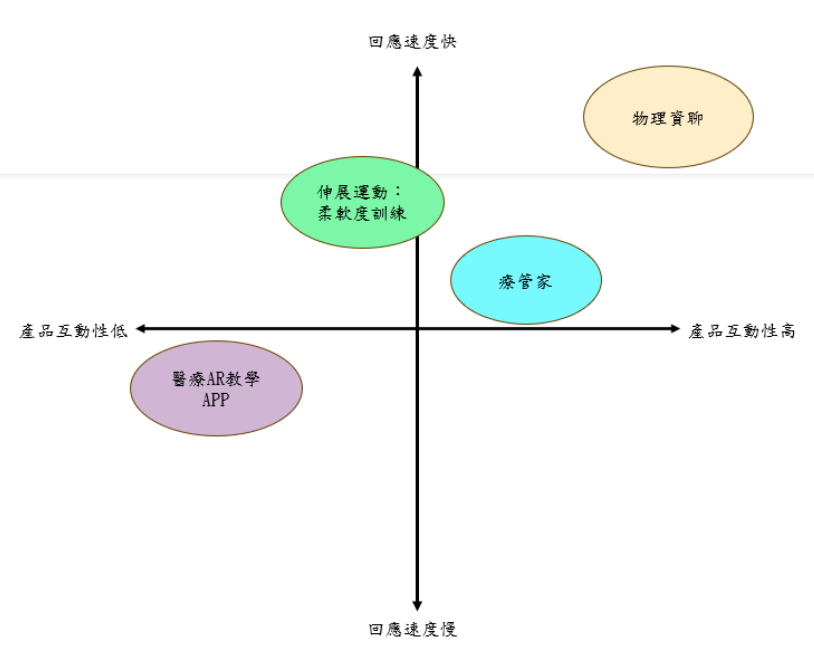 回應速度快
物理資聊
伸展運動：
柔軟度訓練
療管家
產品互動性低
產品互動性高
醫療AR教學
APP
回應速度慢